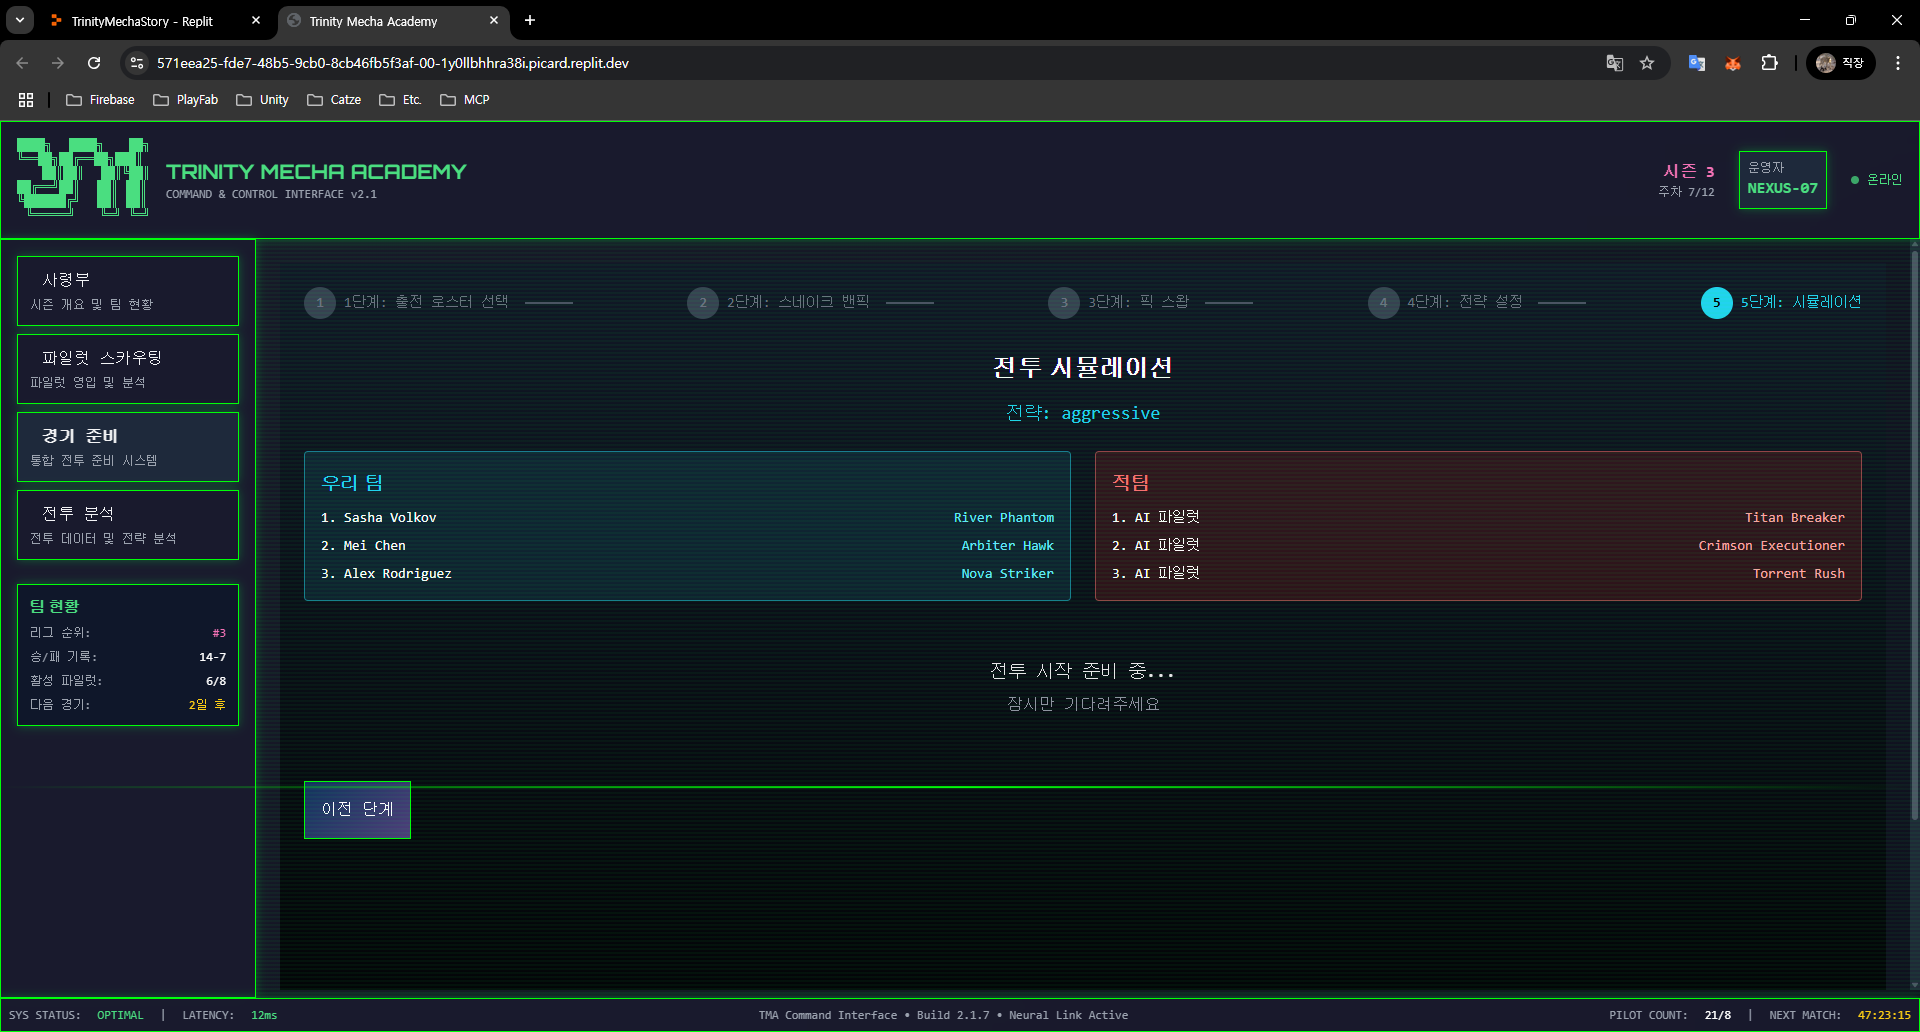 TrinityMechaStory - Replit
Trinity Mecha Academy
571eea25-fde7-48b5-9cb0-8cb46fb5f3af-00-1y0llbhhra38i.picard.replit.dev
직장
Firebase
PlayFab
Unity
Catze
Etc.
MCP
TRINITY MECHA ACADEMY
COMMAND & CONTROL INTERFACE v2.1
시즌 3
주차 7/12
운영자
NEXUS-07
온라인
사령부
시즌 개요 및 팀 현황
파일럿 스카우팅
파일럿 영입 및 분석
경기 준비
통합 전투 준비 시스템
전투 분석
전투 데이터 및 전략 분석
팀 현황
리그 순위: #3
승/패 기록: 14-7
활성 파일럿: 6/8
다음 경기: 2일 후
1 1단계: 출전 로스터 선택
2 2단계: 스네이크 밴픽
3 3단계: 픽 스왑
4 4단계: 전략 설정
5 5단계: 시뮬레이션
전투 시뮬레이션
전략: aggressive
우리 팀
1. Sasha Volkov River Phantom
2. Mei Chen Arbiter Hawk
3. Alex Rodriguez Nova Striker
적팀
1. AI 파일럿 Titan Breaker
2. AI 파일럿 Crimson Executioner
3. AI 파일럿 Torrent Rush
전투 시작 준비 중...
잠시만 기다려주세요
이전 단계
SYS STATUS: OPTIMAL | LATENCY: 12ms
TMA Command Interface • Build 2.1.7 • Neural Link Active
PILOT COUNT: 21/8 | NEXT MATCH: 47:23:15